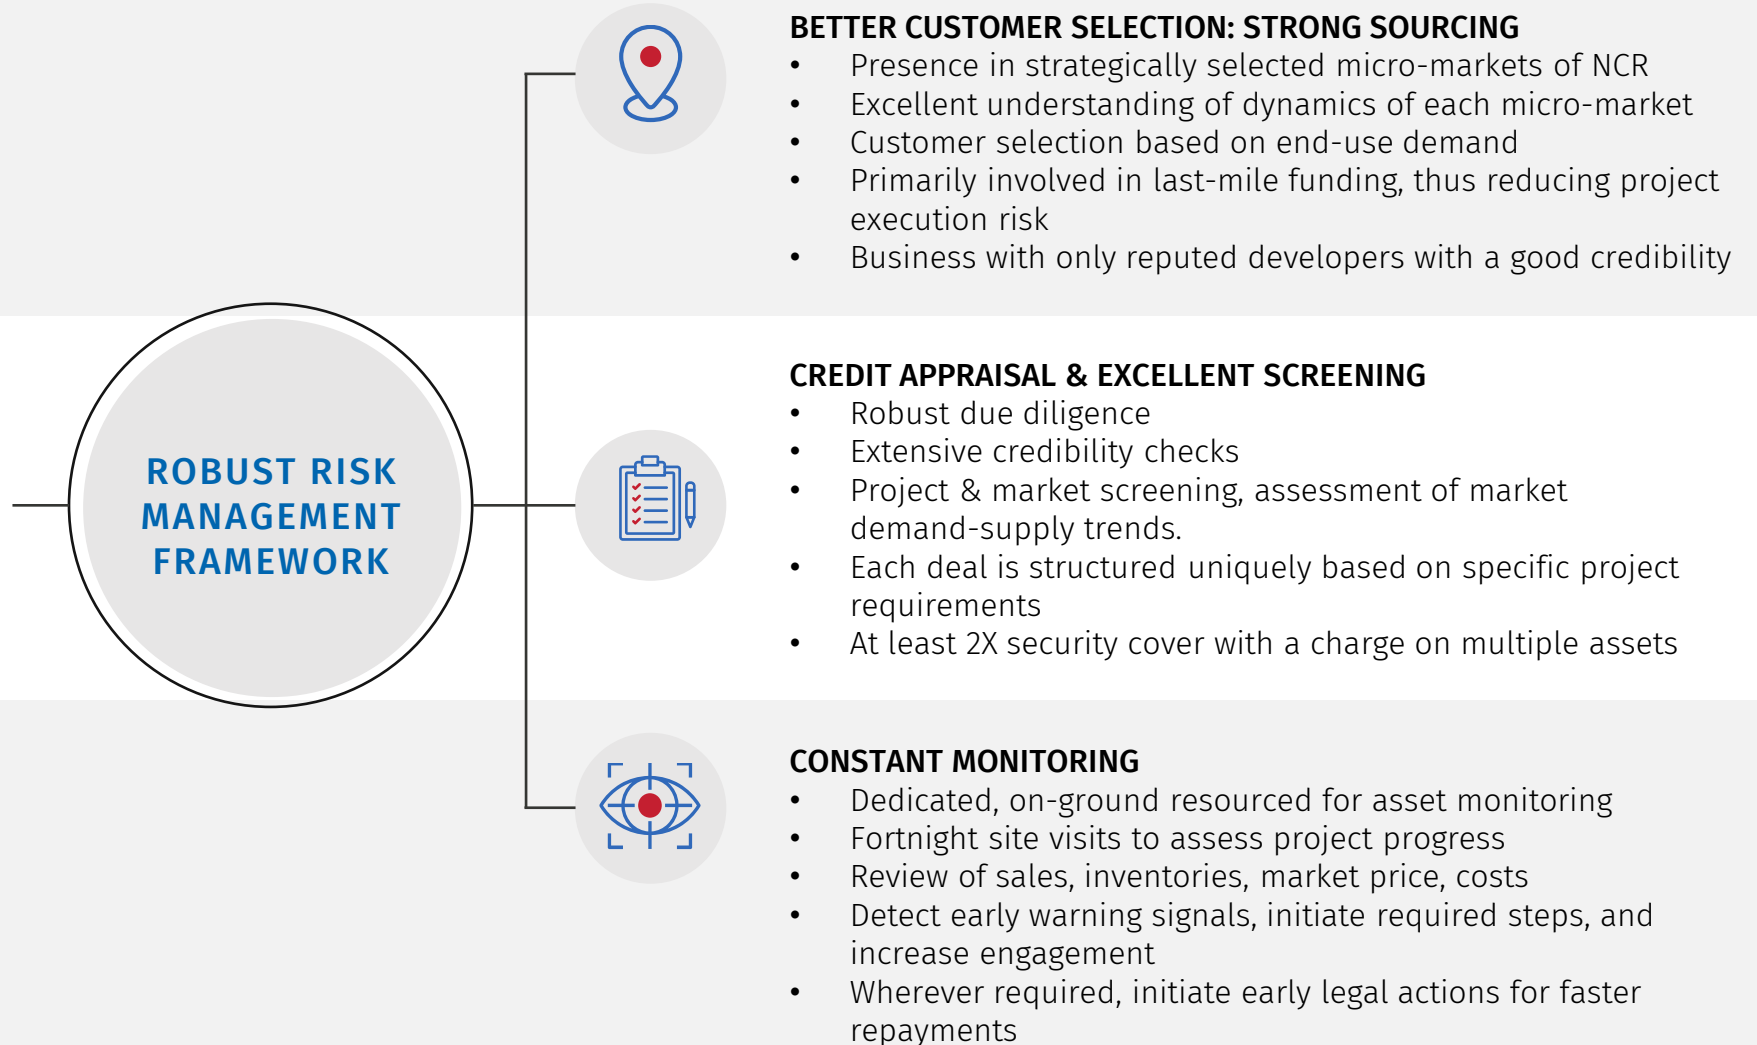 BETTER CUSTOMER SELECTION: STRONG SOURCING
• Presence in strategically selected micro-markets of NCR
• Excellent understanding of dynamics of each micro-market
• Customer selection based on end-use demand
• Primarily involved in last-mile funding, thus reducing project
execution risk
• Business with only reputed developers with a good credibility
ROBUST RISK
MANAGEMENT
FRAMEWORK
CREDIT APPRAISAL & EXCELLENT SCREENING
• Robust due diligence
• Extensive credibility checks
• Project & market screening, assessment of market
demand-supply trends.
• Each deal is structured uniquely based on specific project
requirements
• At least 2X security cover with a charge on multiple assets
CONSTANT MONITORING
• Dedicated, on-ground resourced for asset monitoring
• Fortnight site visits to assess project progress
• Review of sales, inventories, market price, costs
• Detect early warning signals, initiate required steps, and
increase engagement
• Wherever required, initiate early legal actions for faster
repayments